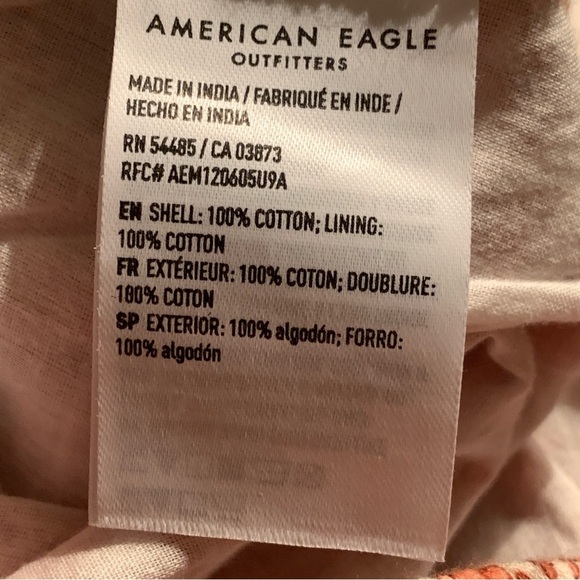 AMERICAN EAGLE
OUTFITTERS
MADE IN INDIA / FABRIQUÉ EN INDE /
HECHO EN INDIA
RN 54485 / CA 03873
RFC# AEM120605U9A
EN SHELL: 100% COTTON; LINING:
100% COTTON
FR EXTÉRIEUR: 100% COTON; DOUBLURE:
100% COTON
SP EXTERIOR: 100% algodón; FORRO:
100% algodón